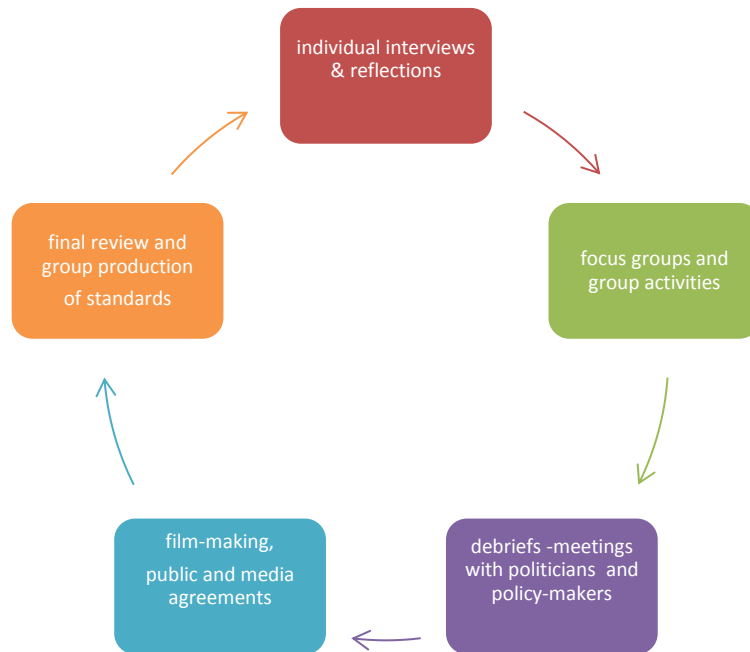 individual interviews
& reflections
focus groups and
group activities
debriefs -meetings
with politicians and
policy-makers
film-making,
public and media
agreements
final review and
group production
of standards